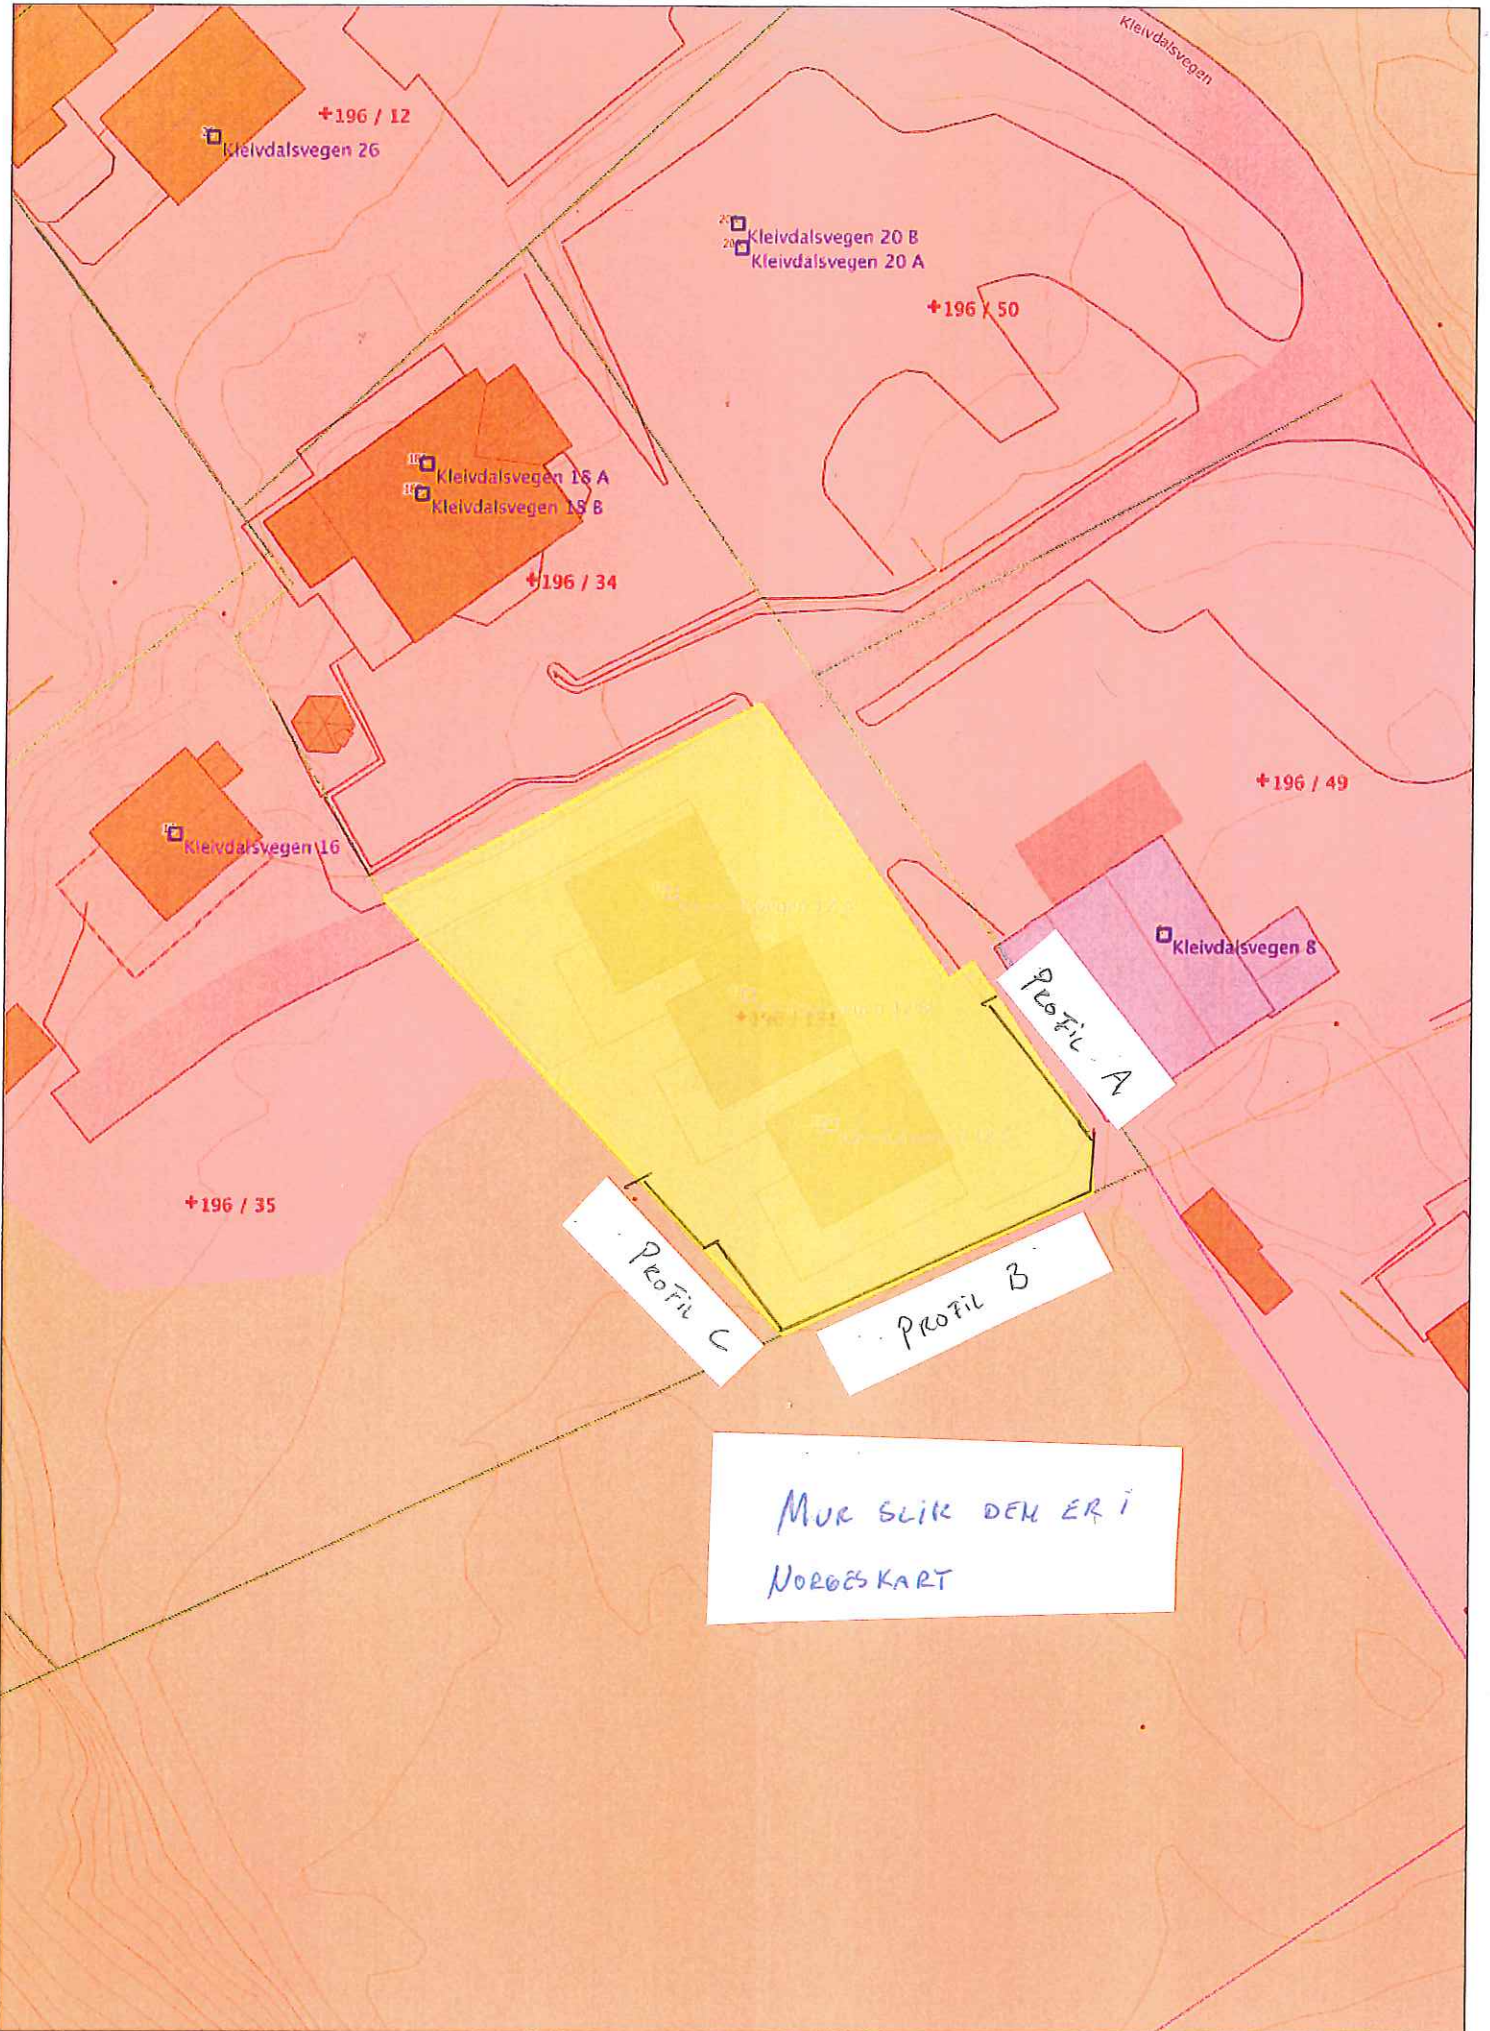 Kleivdalsvegen
+196 / 12
Kleivdalsvegen 26
Kleivdalsvegen 20 B
Kleivdalsvegen 20 A
+196 / 50
Kleivdalsvegen 18 A
Kleivdalsvegen 18 B
+196 / 34
+196 / 49
Kleivdalsvegen 16
Kleivdalsvegen 8
PROFIL A
+196 / 35
PROFIL C
PROFIL B
MUR SLIK DEM ER I
NORGESKART